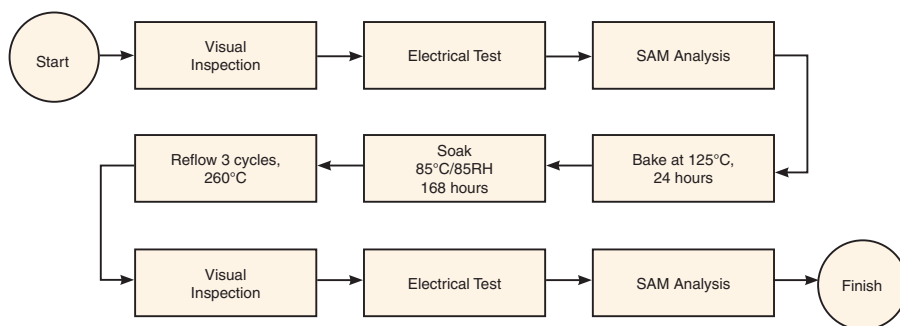 Start
Visual
Inspection
Electrical Test
SAM Analysis
Bake at 125°C,
24 hours
Soak
85°C/85RH
168 hours
Reflow 3 cycles,
260°C
Visual
Inspection
Electrical Test
SAM Analysis
Finish